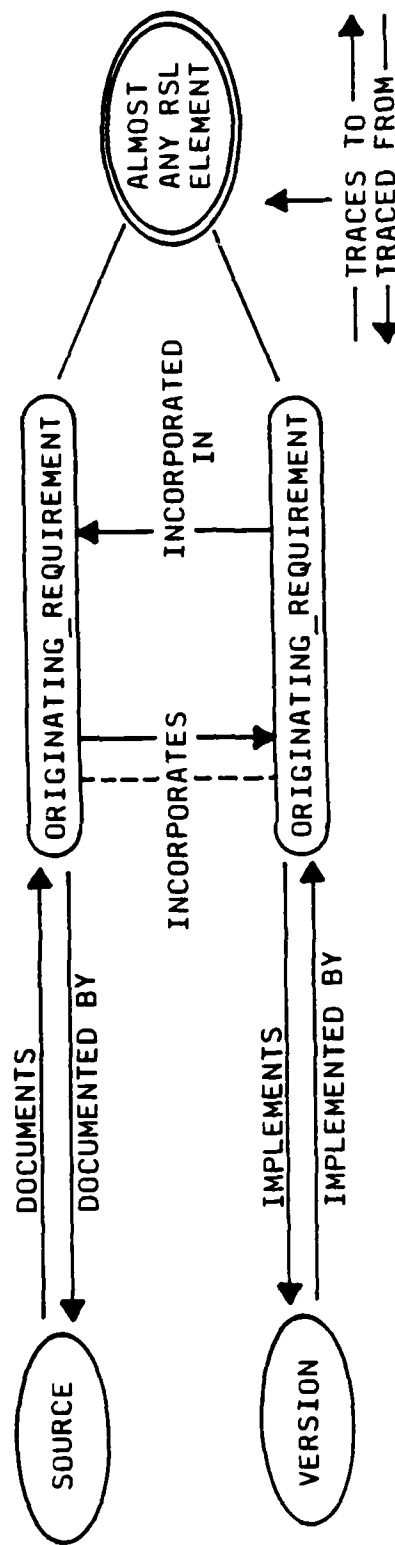 SOURCE
DOCUMENTS
DOCUMENTED BY
ORIGINATING_REQUIREMENT
INCORPORATES
INCORPORATED
IN
ALMOST
ANY RSL
ELEMENT
VERSION
IMPLEMENTS
IMPLEMENTED BY
ORIGINATING_REQUIREMENT
TRACES TO
TRACED FROM